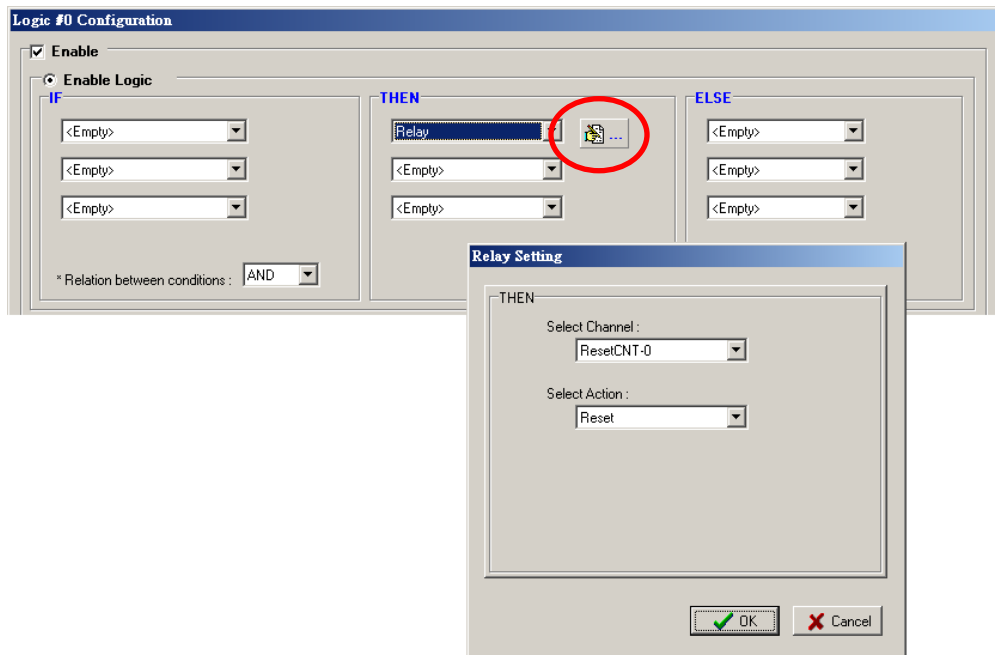 Logic #0 Configuration
Enable
Enable Logic
IF
THEN
ELSE
<Empty>
Relay
...
<Empty>
<Empty>
<Empty>
<Empty>
<Empty>
<Empty>
<Empty>
* Relation between conditions : AND
Relay Setting
THEN
Select Channel :
ResetCNT-0
Select Action :
Reset
OK
Cancel